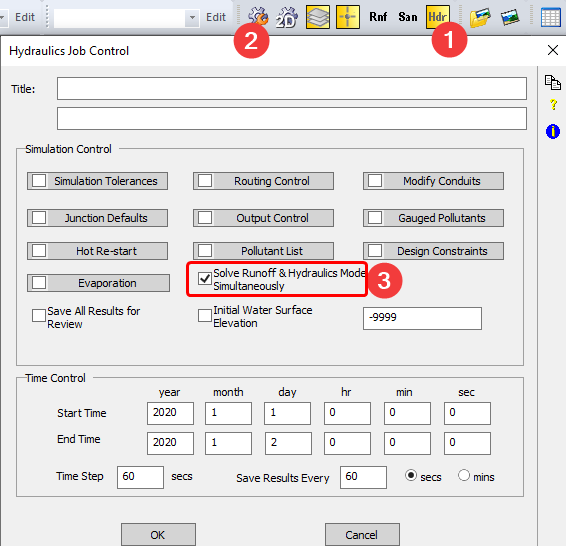 Edit
Edit
2D
Rnf
San
Hdr
2
1
Hydraulics Job Control
Title:
?
i
Simulation Control
Simulation Tolerances
Routing Control
Modify Conduits
Junction Defaults
Output Control
Gauged Pollutants
Hot Re-start
Pollutant List
Design Constraints
Evaporation
Solve Runoff & Hydraulics Mode
Simultaneously
3
Save All Results for
Review
Initial Water Surface
Elevation
-9999
Time Control
year month day hr min sec
Start Time 2020 1 1 0 0 0
End Time 2020 1 2 0 0 0
Time Step 60 secs Save Results Every 60 secs mins
OK
Cancel